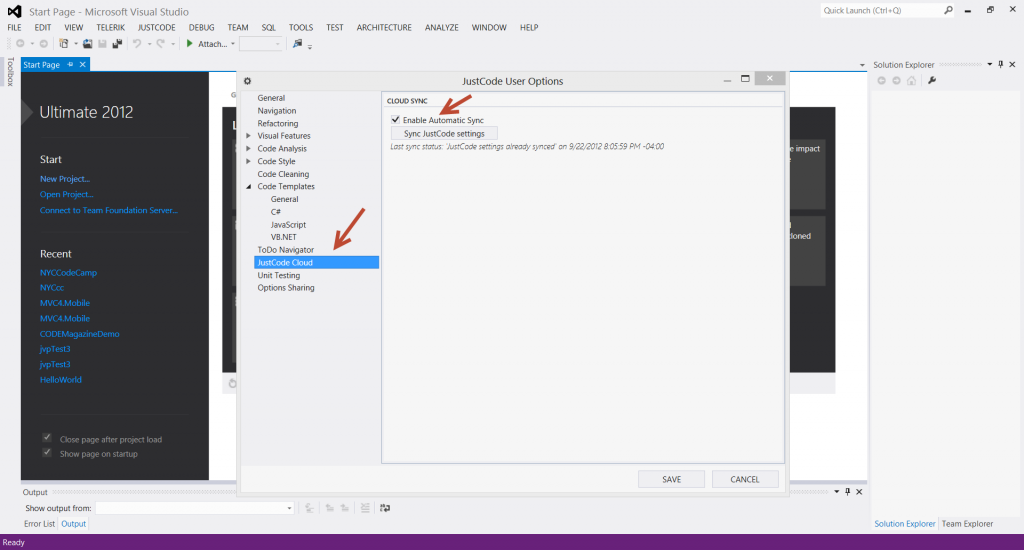 Start Page - Microsoft Visual Studio
Quick Launch (Ctrl+Q)
FILE EDIT VIEW TELERIK JUSTCODE DEBUG TEAM SQL TOOLS TEST ARCHITECTURE ANALYZE WINDOW HELP
Attach...
Toolbox
Start Page
Ultimate 2012
Start
New Project...
Open Project...
Connect to Team Foundation Server...
Recent
NYCCodeCamp
NYCcc
MVC4.Mobile
MVC4.Mobile
CODEMagazineDemo
jvpTest3
jvpTest3
HelloWorld
Close page after project load
Show page on startup
JustCode User Options
General
Navigation
Refactoring
Visual Features
Code Analysis
Code Style
Code Cleaning
Code Templates
General
C#
JavaScript
VB.NET
ToDo Navigator
JustCode Cloud
Unit Testing
Options Sharing
CLOUD SYNC
Enable Automatic Sync
Sync JustCode settings
Last sync status: 'JustCode settings already synced' on 9/22/2012 8:05:59 PM -04:00
SAVE CANCEL
impact
Solution Explorer
Output
Show output from:
Error List Output
Solution Explorer Team Explorer
Ready